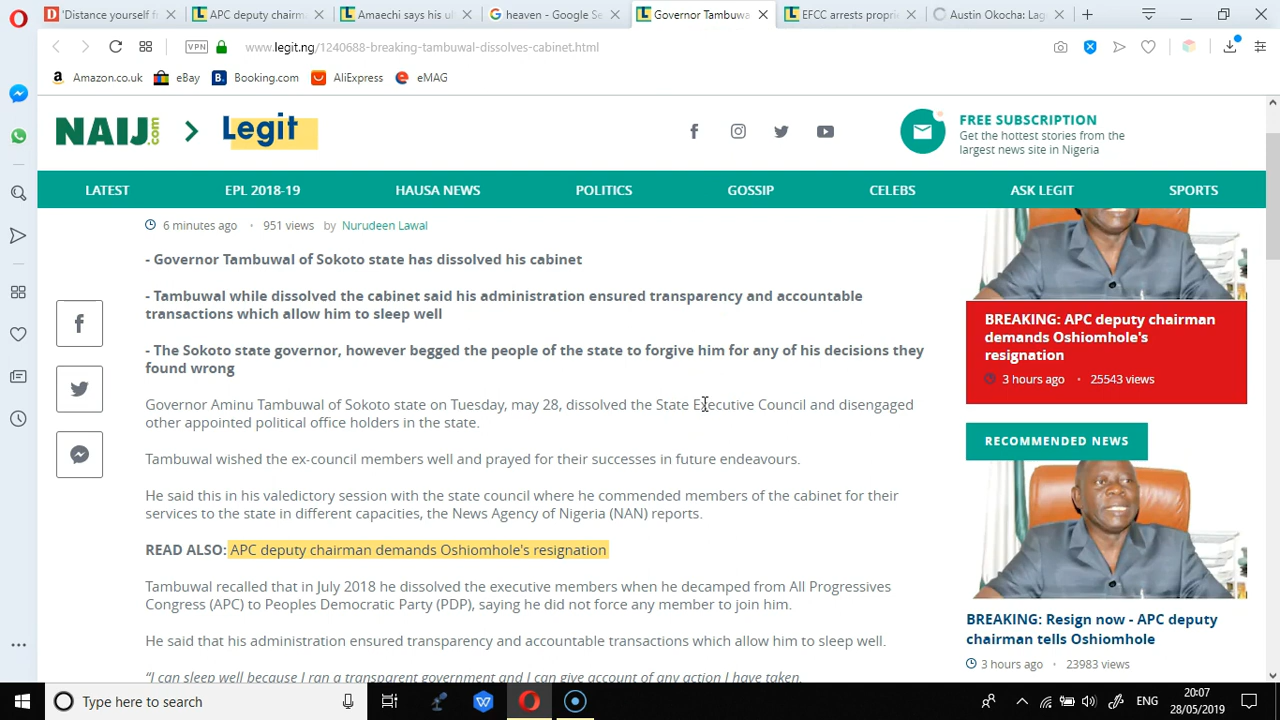 'Distance yourself f
APC deputy chairm
Amaechi says his ul
heaven - Google Se
Governor Tambuwa
EFCC arrests propri
Austin Okocha: Lag
VPN
www.legit.ng/1240688-breaking-tambuwal-dissolves-cabinet.html
Amazon.co.uk
eBay
Booking.com
AliExpress
eMAG
NAIJ.com
Legit
FREE SUBSCRIPTION
Get the hottest stories from the
largest news site in Nigeria
LATEST
EPL 2018-19
HAUSA NEWS
POLITICS
GOSSIP
CELEBS
ASK LEGIT
SPORTS
6 minutes ago • 951 views by Nurudeen Lawal
- Governor Tambuwal of Sokoto state has dissolved his cabinet
- Tambuwal while dissolved the cabinet said his administration ensured transparency and accountable
transactions which allow him to sleep well
- The Sokoto state governor, however begged the people of the state to forgive him for any of his decisions they
found wrong
Governor Aminu Tambuwal of Sokoto state on Tuesday, may 28, dissolved the State Executive Council and disengaged
other appointed political office holders in the state.
Tambuwal wished the ex-council members well and prayed for their successes in future endeavours.
He said this in his valedictory session with the state council where he commended members of the cabinet for their
services to the state in different capacities, the News Agency of Nigeria (NAN) reports.
READ ALSO: APC deputy chairman demands Oshiomhole's resignation
Tambuwal recalled that in July 2018 he dissolved the executive members when he decamped from All Progressives
Congress (APC) to Peoples Democratic Party (PDP), saying he did not force any member to join him.
He said that his administration ensured transparency and accountable transactions which allow him to sleep well.
"I can sleep well because I ran a transparent government and I can give account of any action I have taken.
BREAKING: APC deputy chairman
demands Oshiomhole's
resignation
3 hours ago • 25543 views
RECOMMENDED NEWS
BREAKING: Resign now - APC deputy
chairman tells Oshiomhole
3 hours ago • 23983 views
Type here to search
ENG
20:07
28/05/2019